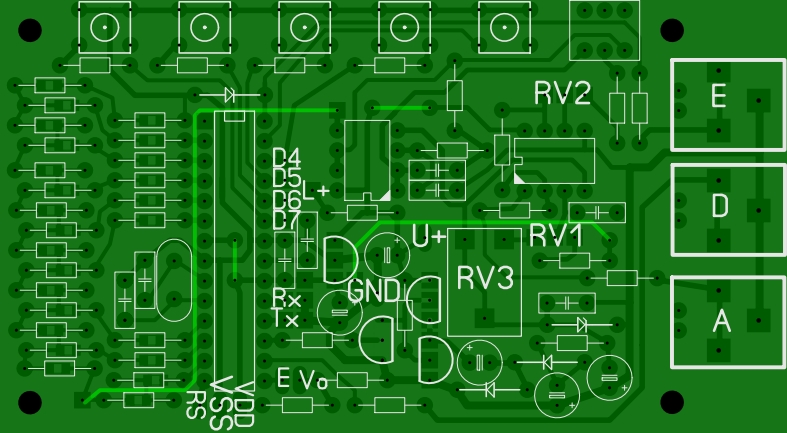 RV2
E
D4
D5
D6
D7
L+
D
U+
RV1
RV3
GND
Rx
Tx
A
E Vo
RS
VSS
VDD